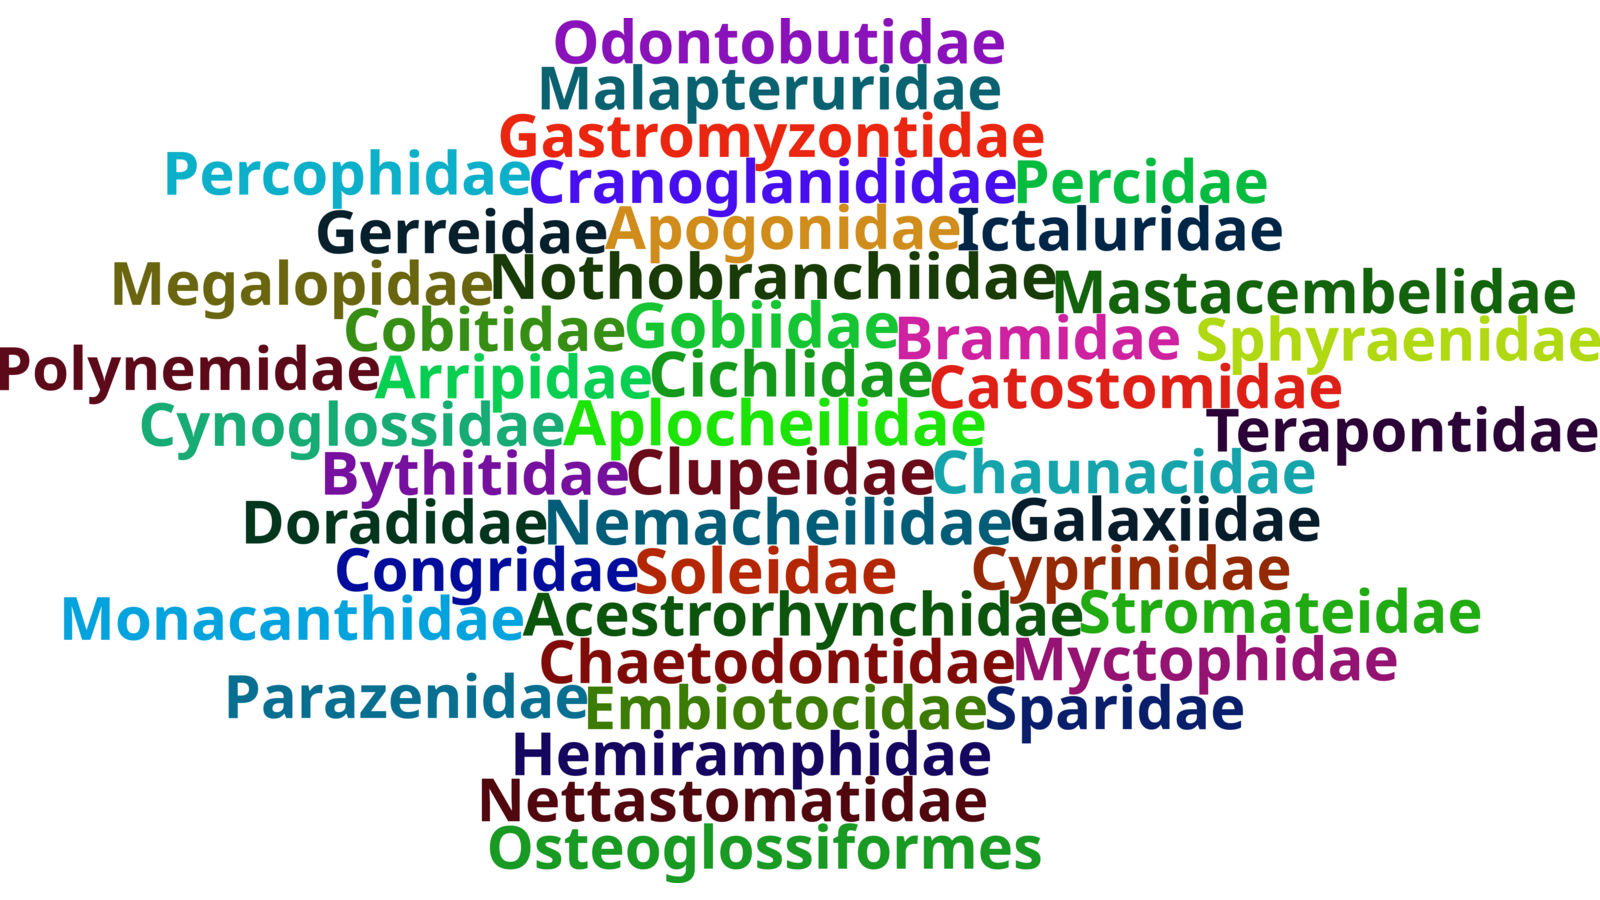 Odontobutidae
Malapteruridae
Gastromyzontidae
Percophidae Cranoglanididae Percidae
Gerreidae Apogonidae Ictaluridae
Megalopidae Nothobranchiidae Mastacembelidae
Cobitidae Gobiidae Bramidae Sphyraenidae
Polynemidae Arripidae Cichlidae Catostomidae
Cynoglossidae Aplocheilidae Terapontidae
Bythitidae Clupeidae Chaunacidae
Doradidae Nemacheilidae Galaxiidae
Congridae Soleidae Cyprinidae
Monacanthidae Acestrorhynchidae Stromateidae
Chaetodontidae Myctophidae
Parazenidae Embiotocidae Sparidae
Hemiramphidae
Nettastomatidae
Osteoglossiformes